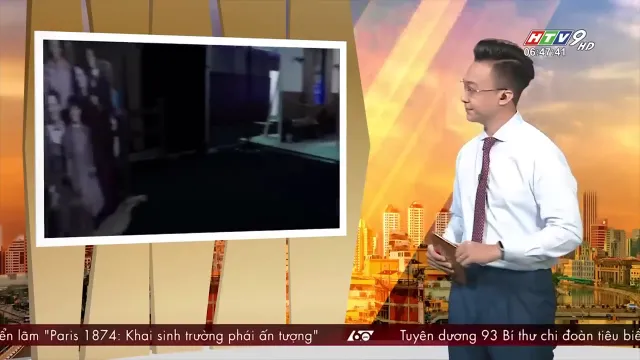 HTV9 HD
06:47:41
ển lãm "Paris 1874: Khai sinh trường phái ấn tượng" 60 Tuyên dương 93 Bí thư chi đoàn tiêu biể